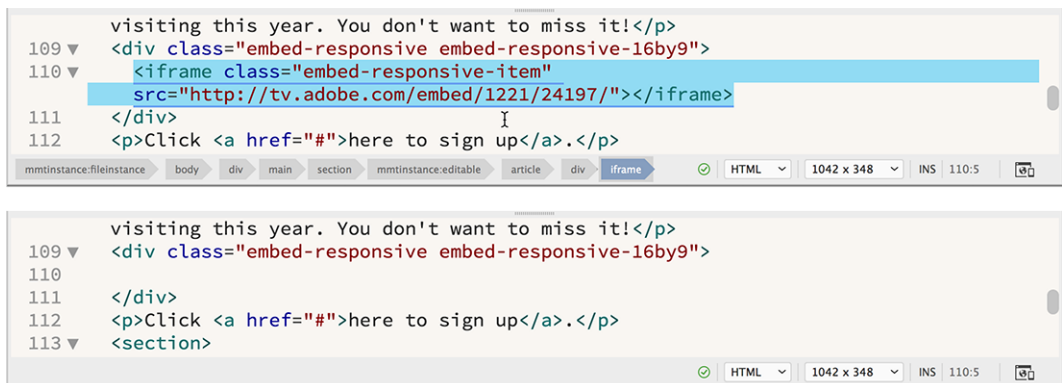 visiting this year. You don't want to miss it!</p>
109 <div class="embed-responsive embed-responsive-16by9">
110 <iframe class="embed-responsive-item"
src="http://tv.adobe.com/embed/1221/24197/"></iframe>
111 </div>
112 <p>Click <a href="#">here to sign up</a>.</p>
mmtinstance:fileinstance body div main section mmtinstance:editable article div iframe HTML 1042 x 348 INS 110:5
visiting this year. You don't want to miss it!</p>
109 <div class="embed-responsive embed-responsive-16by9">
110
111 </div>
112 <p>Click <a href="#">here to sign up</a>.</p>
113 <section>
HTML 1042 x 348 INS 110:5